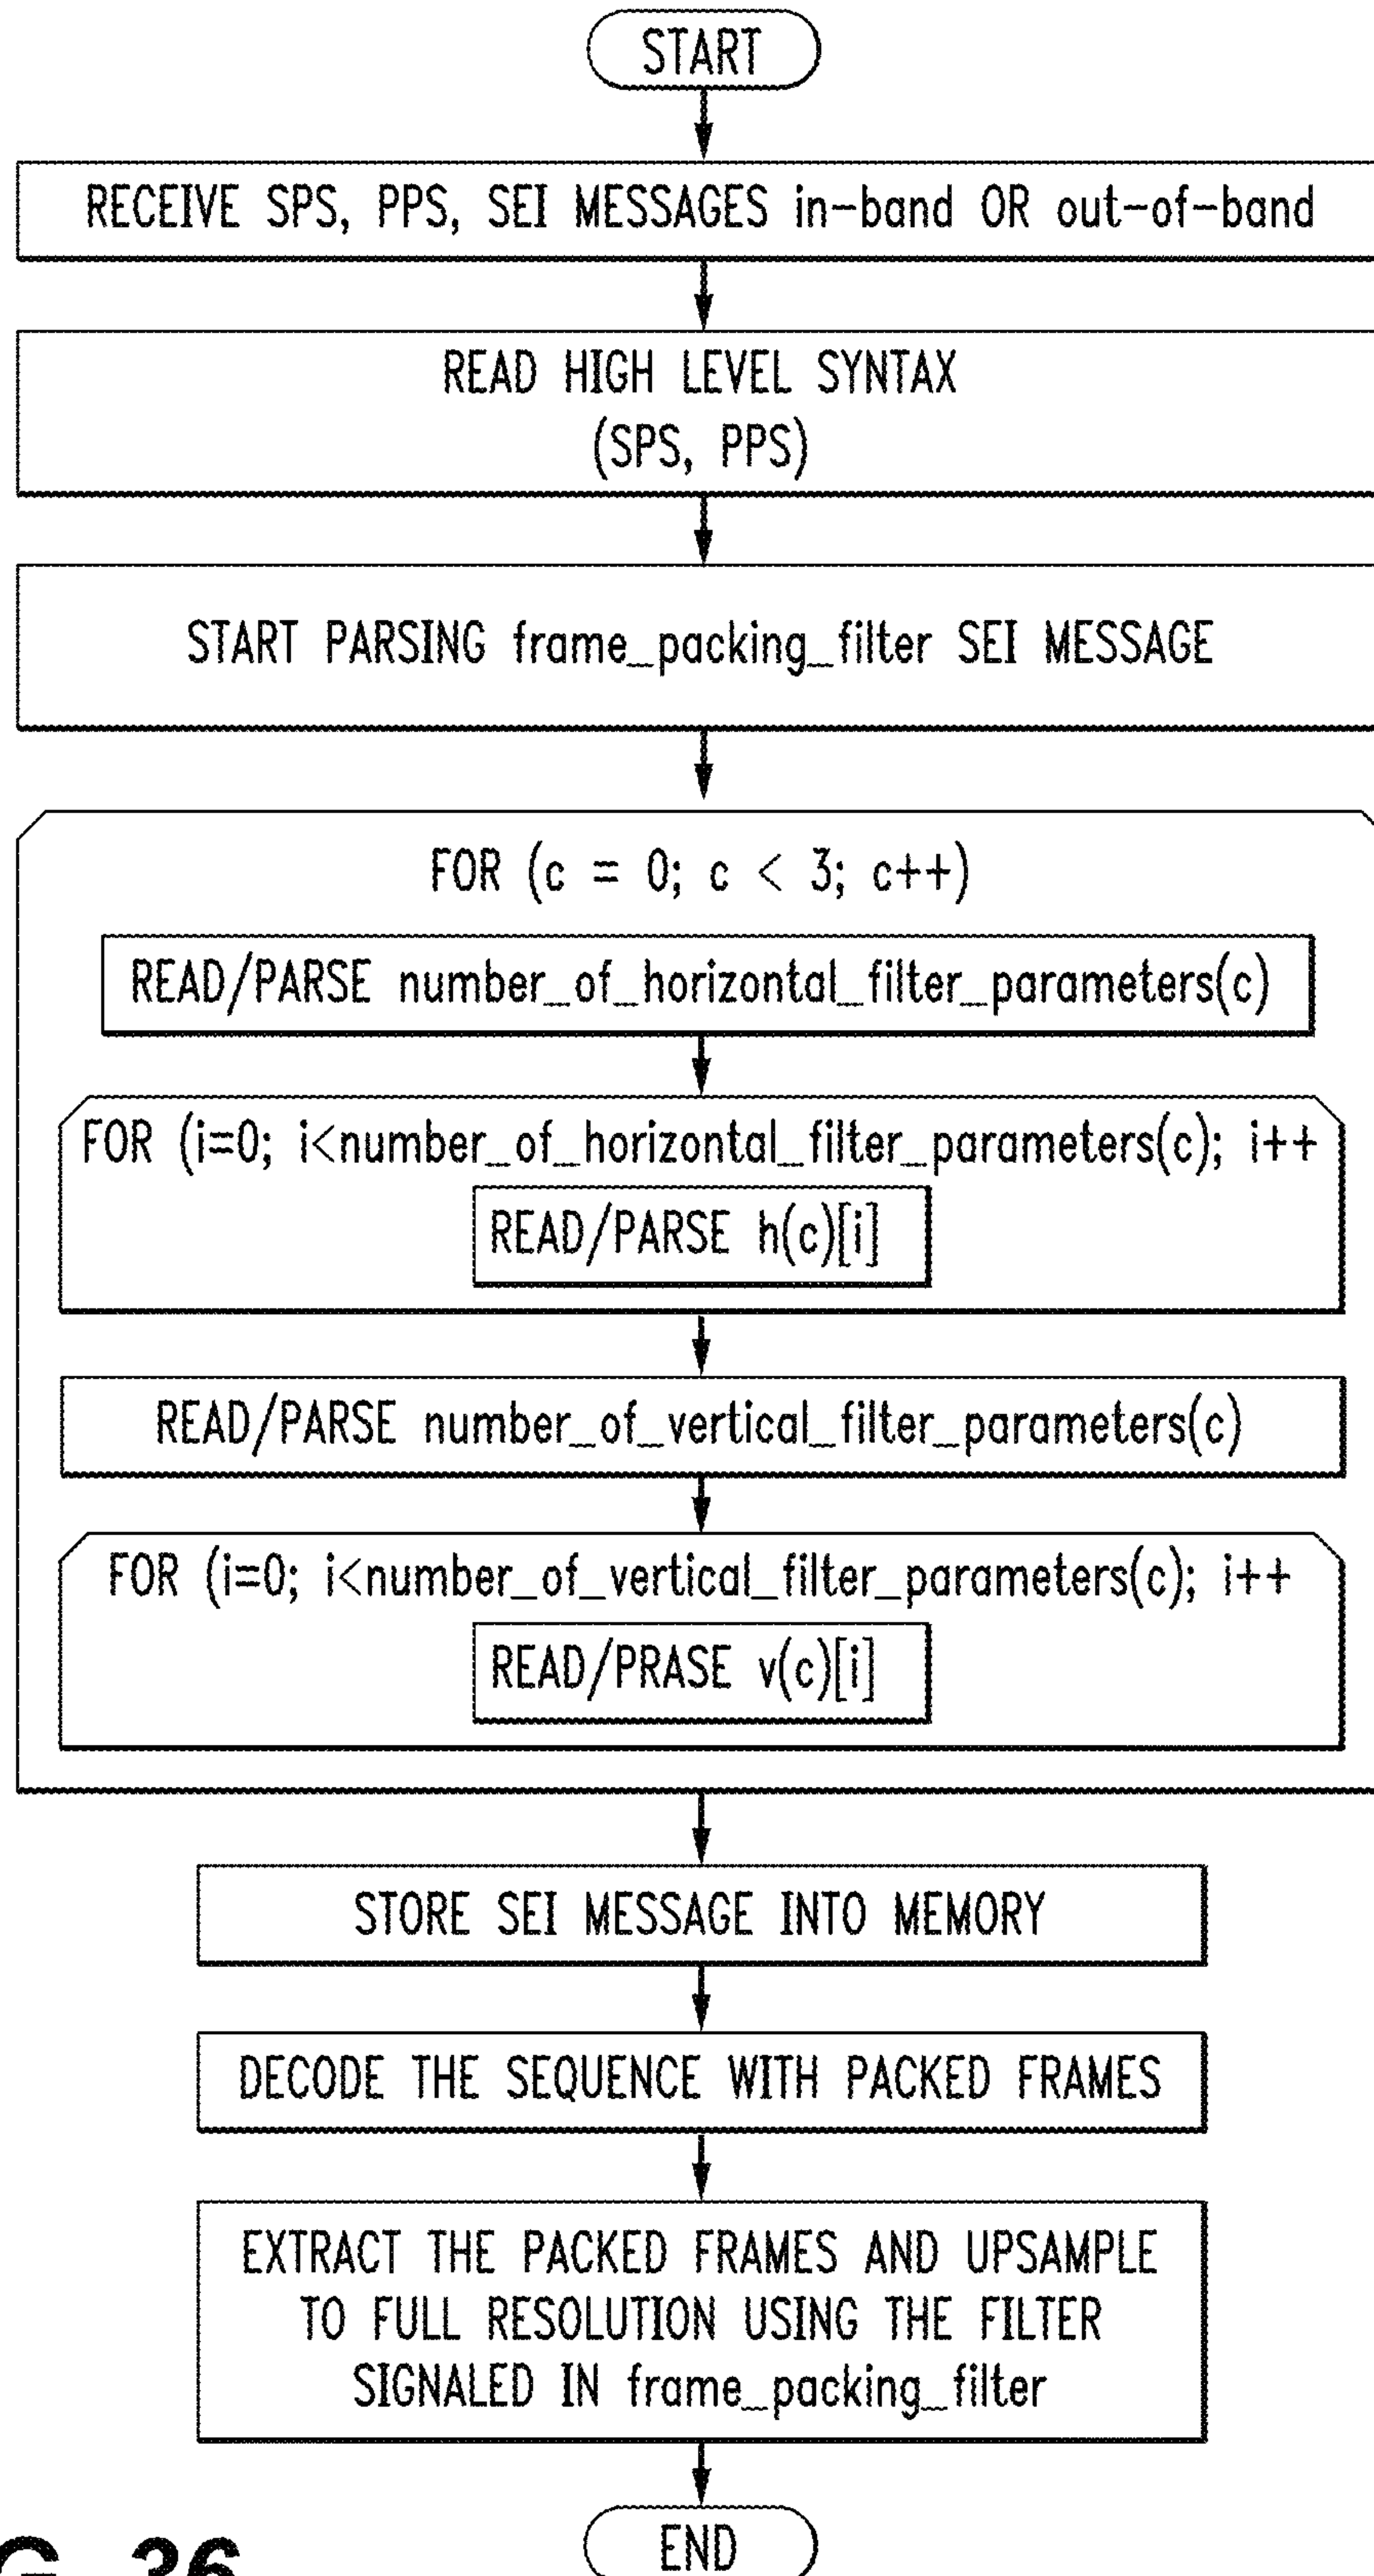 START
RECEIVE SPS, PPS, SEI MESSAGES in-band OR out-of-band
READ HIGH LEVEL SYNTAX
(SPS, PPS)
START PARSING frame_packing_filter SEI MESSAGE
FOR (c = 0; c < 3; c++)
READ/PARSE number_of_horizontal_filter_parameters(c)
FOR (i=0; i<number_of_horizontal_filter_parameters(c); i++
READ/PARSE h(c)[i]
READ/PARSE number_of_vertical_filter_parameters(c)
FOR (i=0; i<number_of_vertical_filter_parameters(c); i++
READ/PRASE v(c)[i]
STORE SEI MESSAGE INTO MEMORY
DECODE THE SEQUENCE WITH PACKED FRAMES
EXTRACT THE PACKED FRAMES AND UPSAMPLE
TO FULL RESOLUTION USING THE FILTER
SIGNALED IN frame_packing_filter
END
36